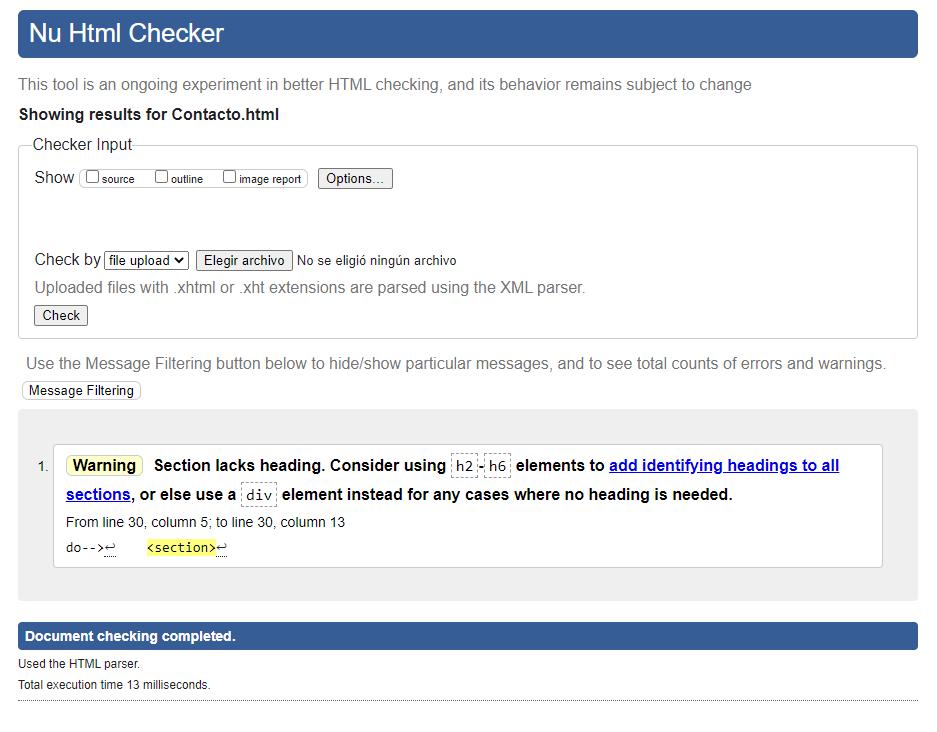 Nu Html Checker
This tool is an ongoing experiment in better HTML checking, and its behavior remains subject to change
Showing results for Contacto.html
Checker Input
Show source outline image report Options...
Check by file upload Elegir archivo No se eligió ningún archivo
Uploaded files with .xhtml or .xht extensions are parsed using the XML parser.
Check
Use the Message Filtering button below to hide/show particular messages, and to see total counts of errors and warnings.
Message Filtering
1. Warning Section lacks heading. Consider using h2-h6 elements to add identifying headings to all
sections, or else use a div element instead for any cases where no heading is needed.
From line 30, column 5; to line 30, column 13
do-->↩ <section>↩
Document checking completed.
Used the HTML parser.
Total execution time 13 milliseconds.